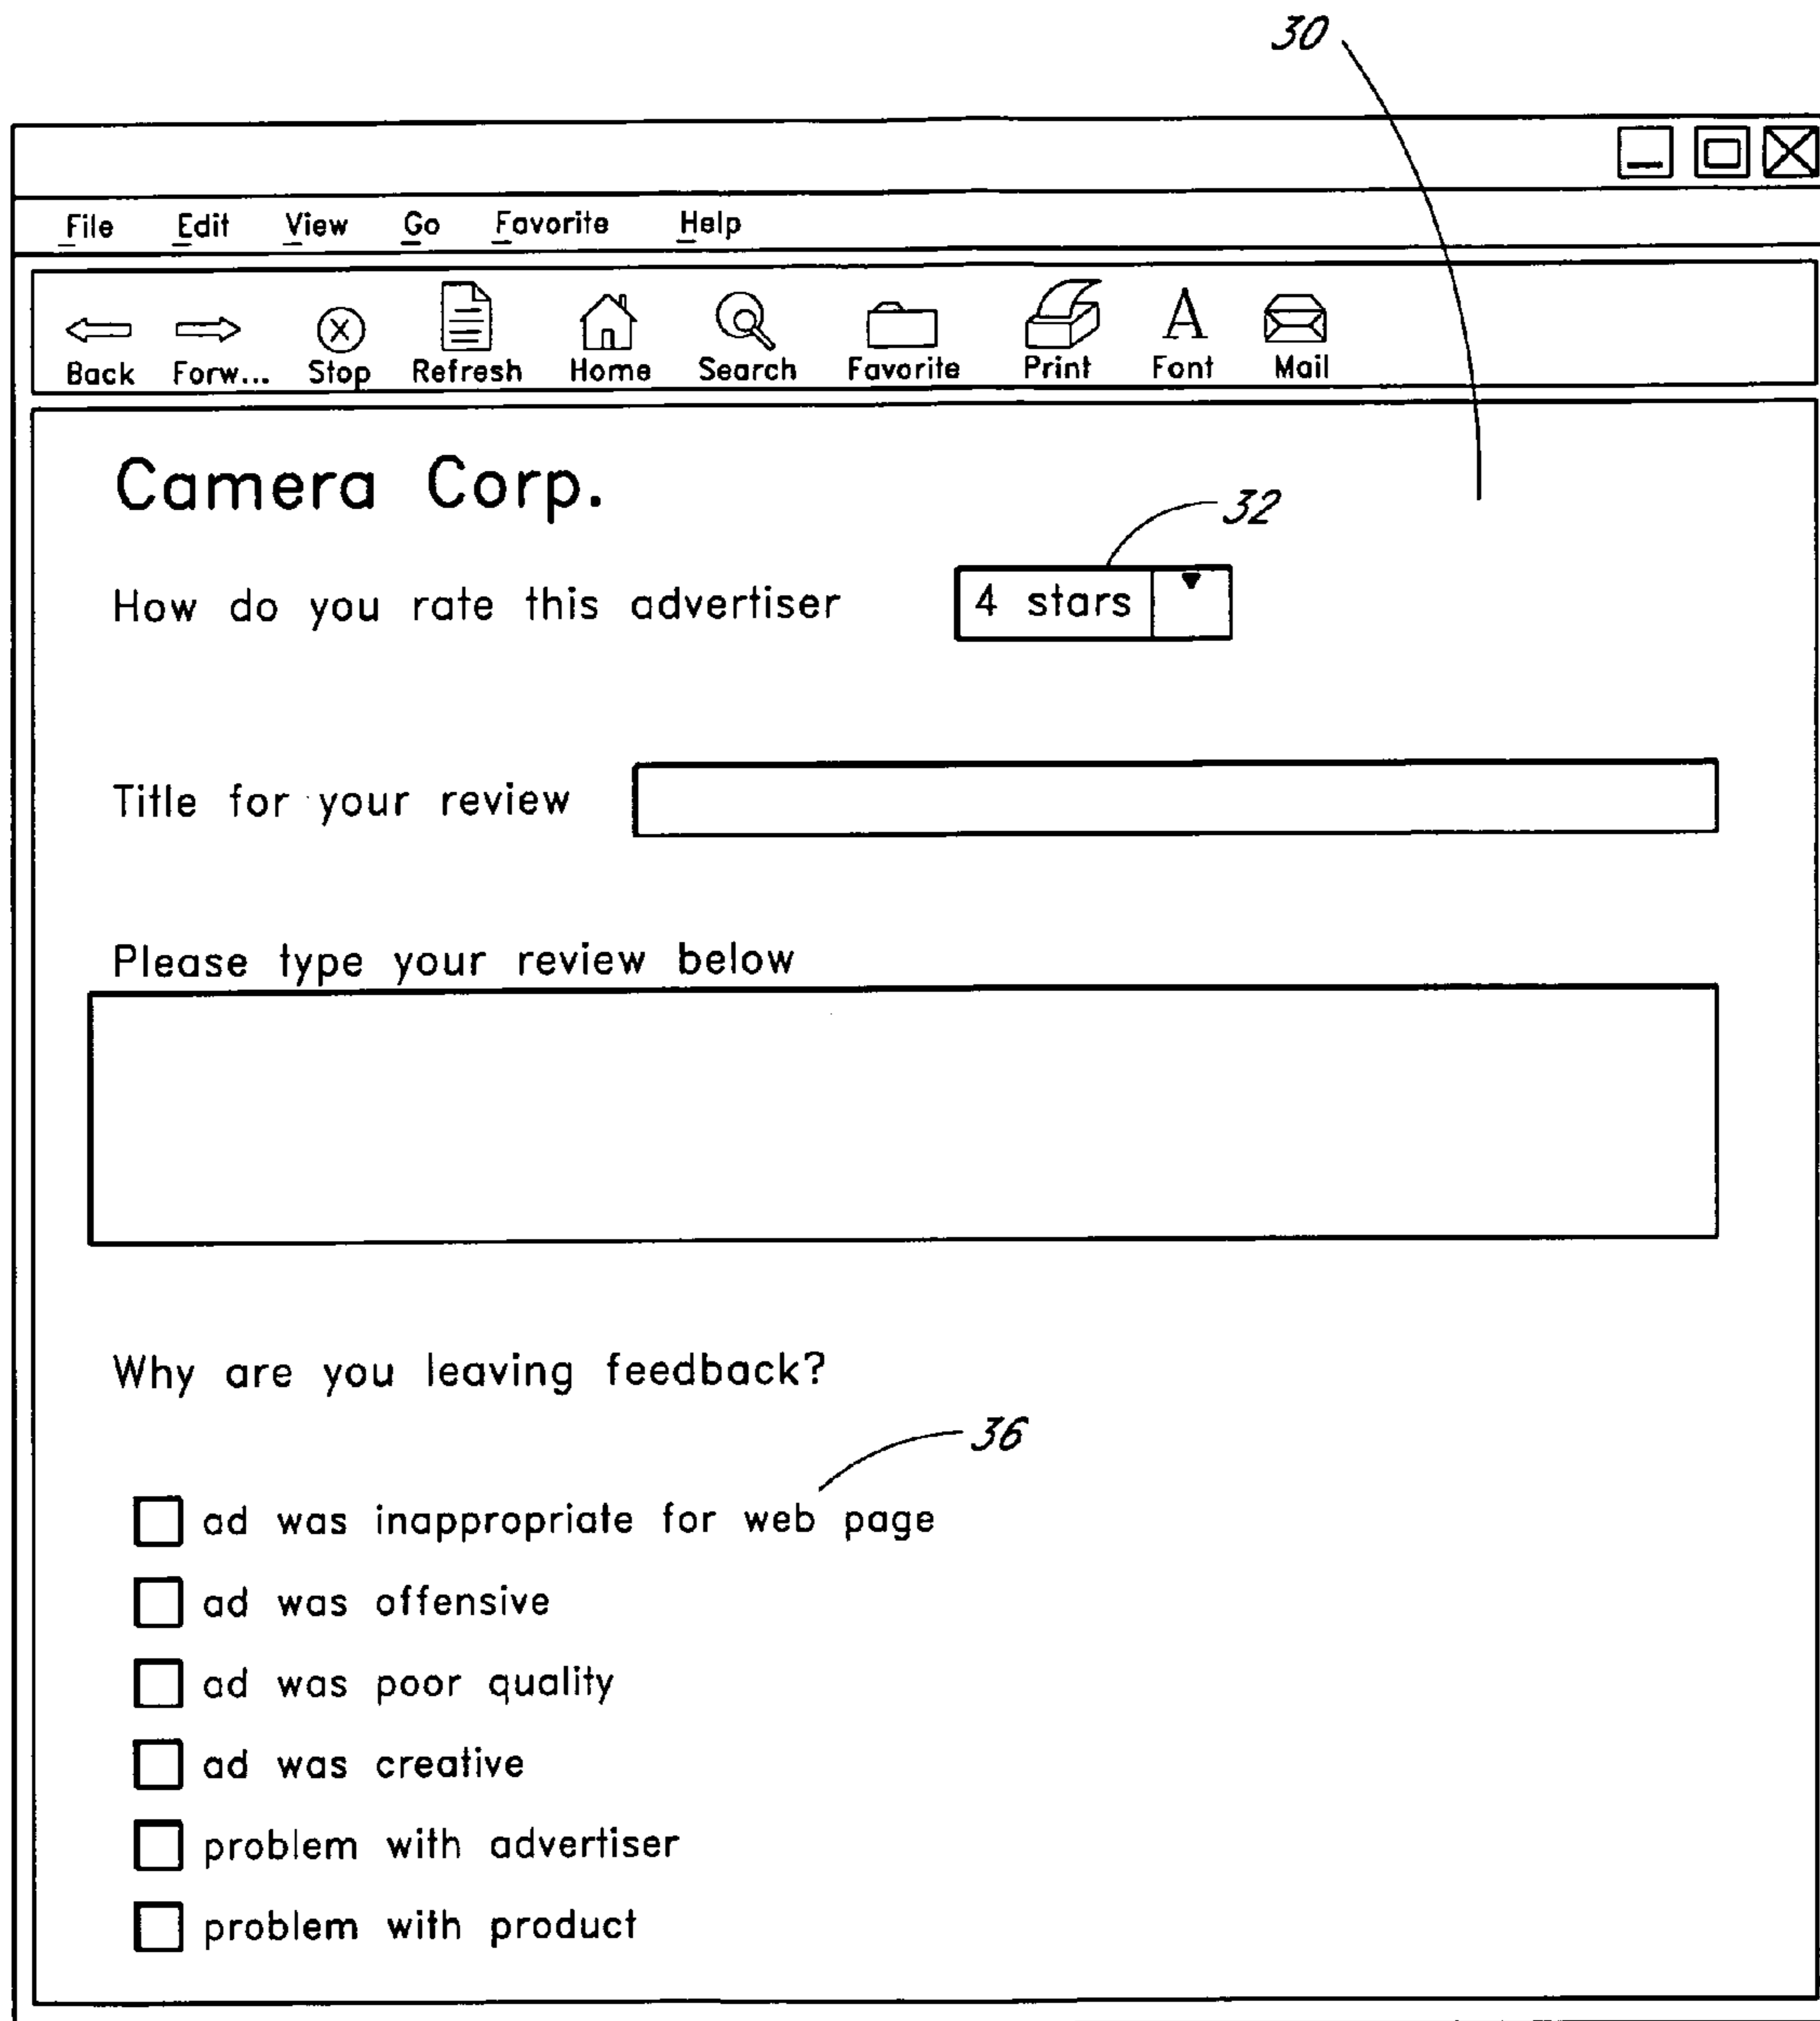 30
File Edit View Go Favorite Help
Back Forw... Stop Refresh Home Search Favorite Print Font Mail
Camera Corp.
32
How do you rate this advertiser 4 stars
Title for your review
Please type your review below
Why are you leaving feedback?
36
ad was inappropriate for web page
ad was offensive
ad was poor quality
ad was creative
problem with advertiser
problem with product